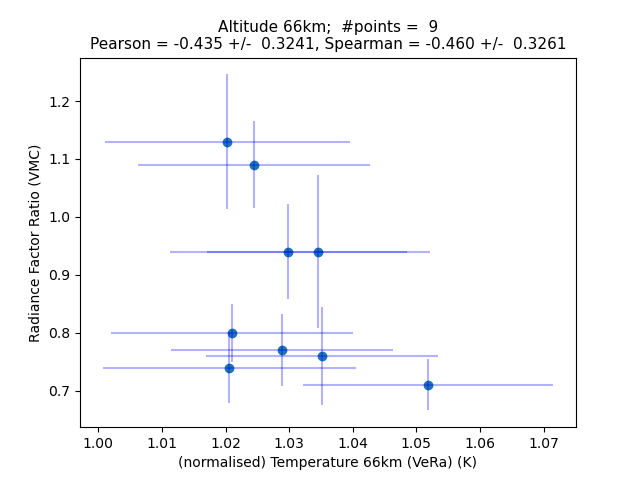 Altitude 66km;  #points =  9
Pearson = -0.435 +/-  0.3241, Spearman = -0.460 +/-  0.3261
Radiance Factor Ratio (VMC)
1.2
1.1
1.0
0.9
0.8
0.7
1.00 1.01 1.02 1.03 1.04 1.05 1.06 1.07
(normalised) Temperature 66km (VeRa) (K)